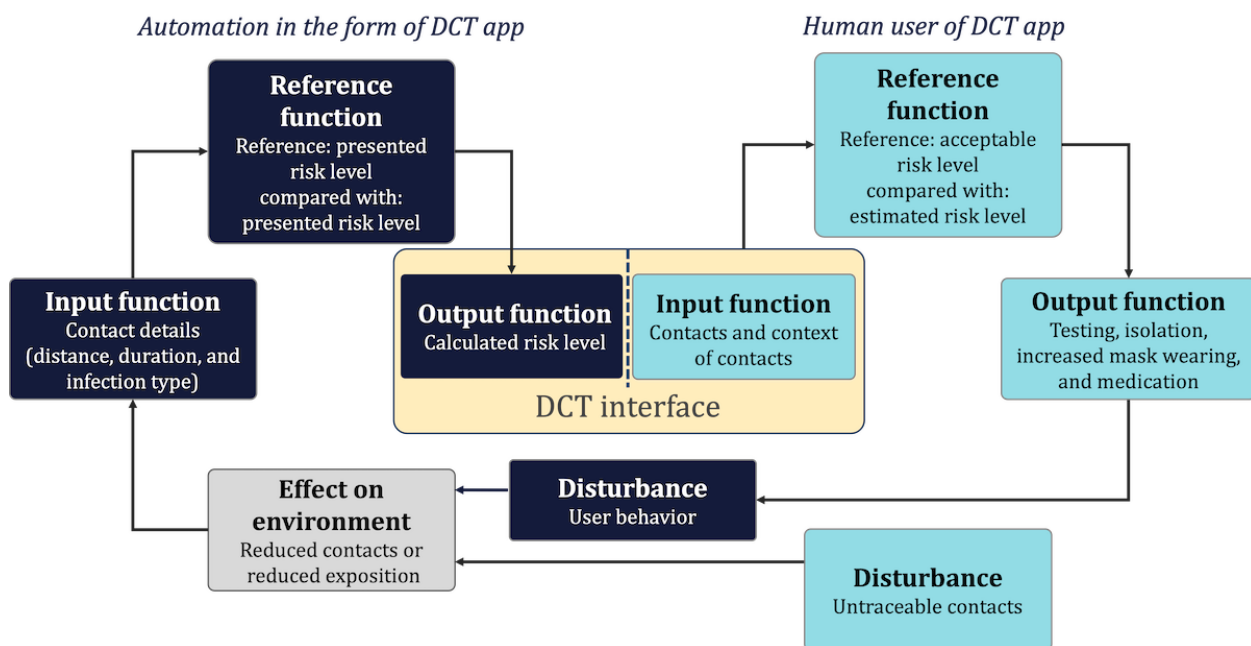 Automation in the form of DCT app
Human user of DCT app
Reference
function
Reference: presented
risk level
compared with:
presented risk level
Reference
function
Reference: acceptable
risk level
compared with:
estimated risk level
Input function
Contact details
(distance, duration, and
infection type)
Output function
Calculated risk level
Input function
Contacts and context
of contacts
DCT interface
Output function
Testing, isolation,
increased mask wearing,
and medication
Effect on
environment
Reduced contacts or
reduced exposition
Disturbance
User behavior
Disturbance
Untraceable contacts